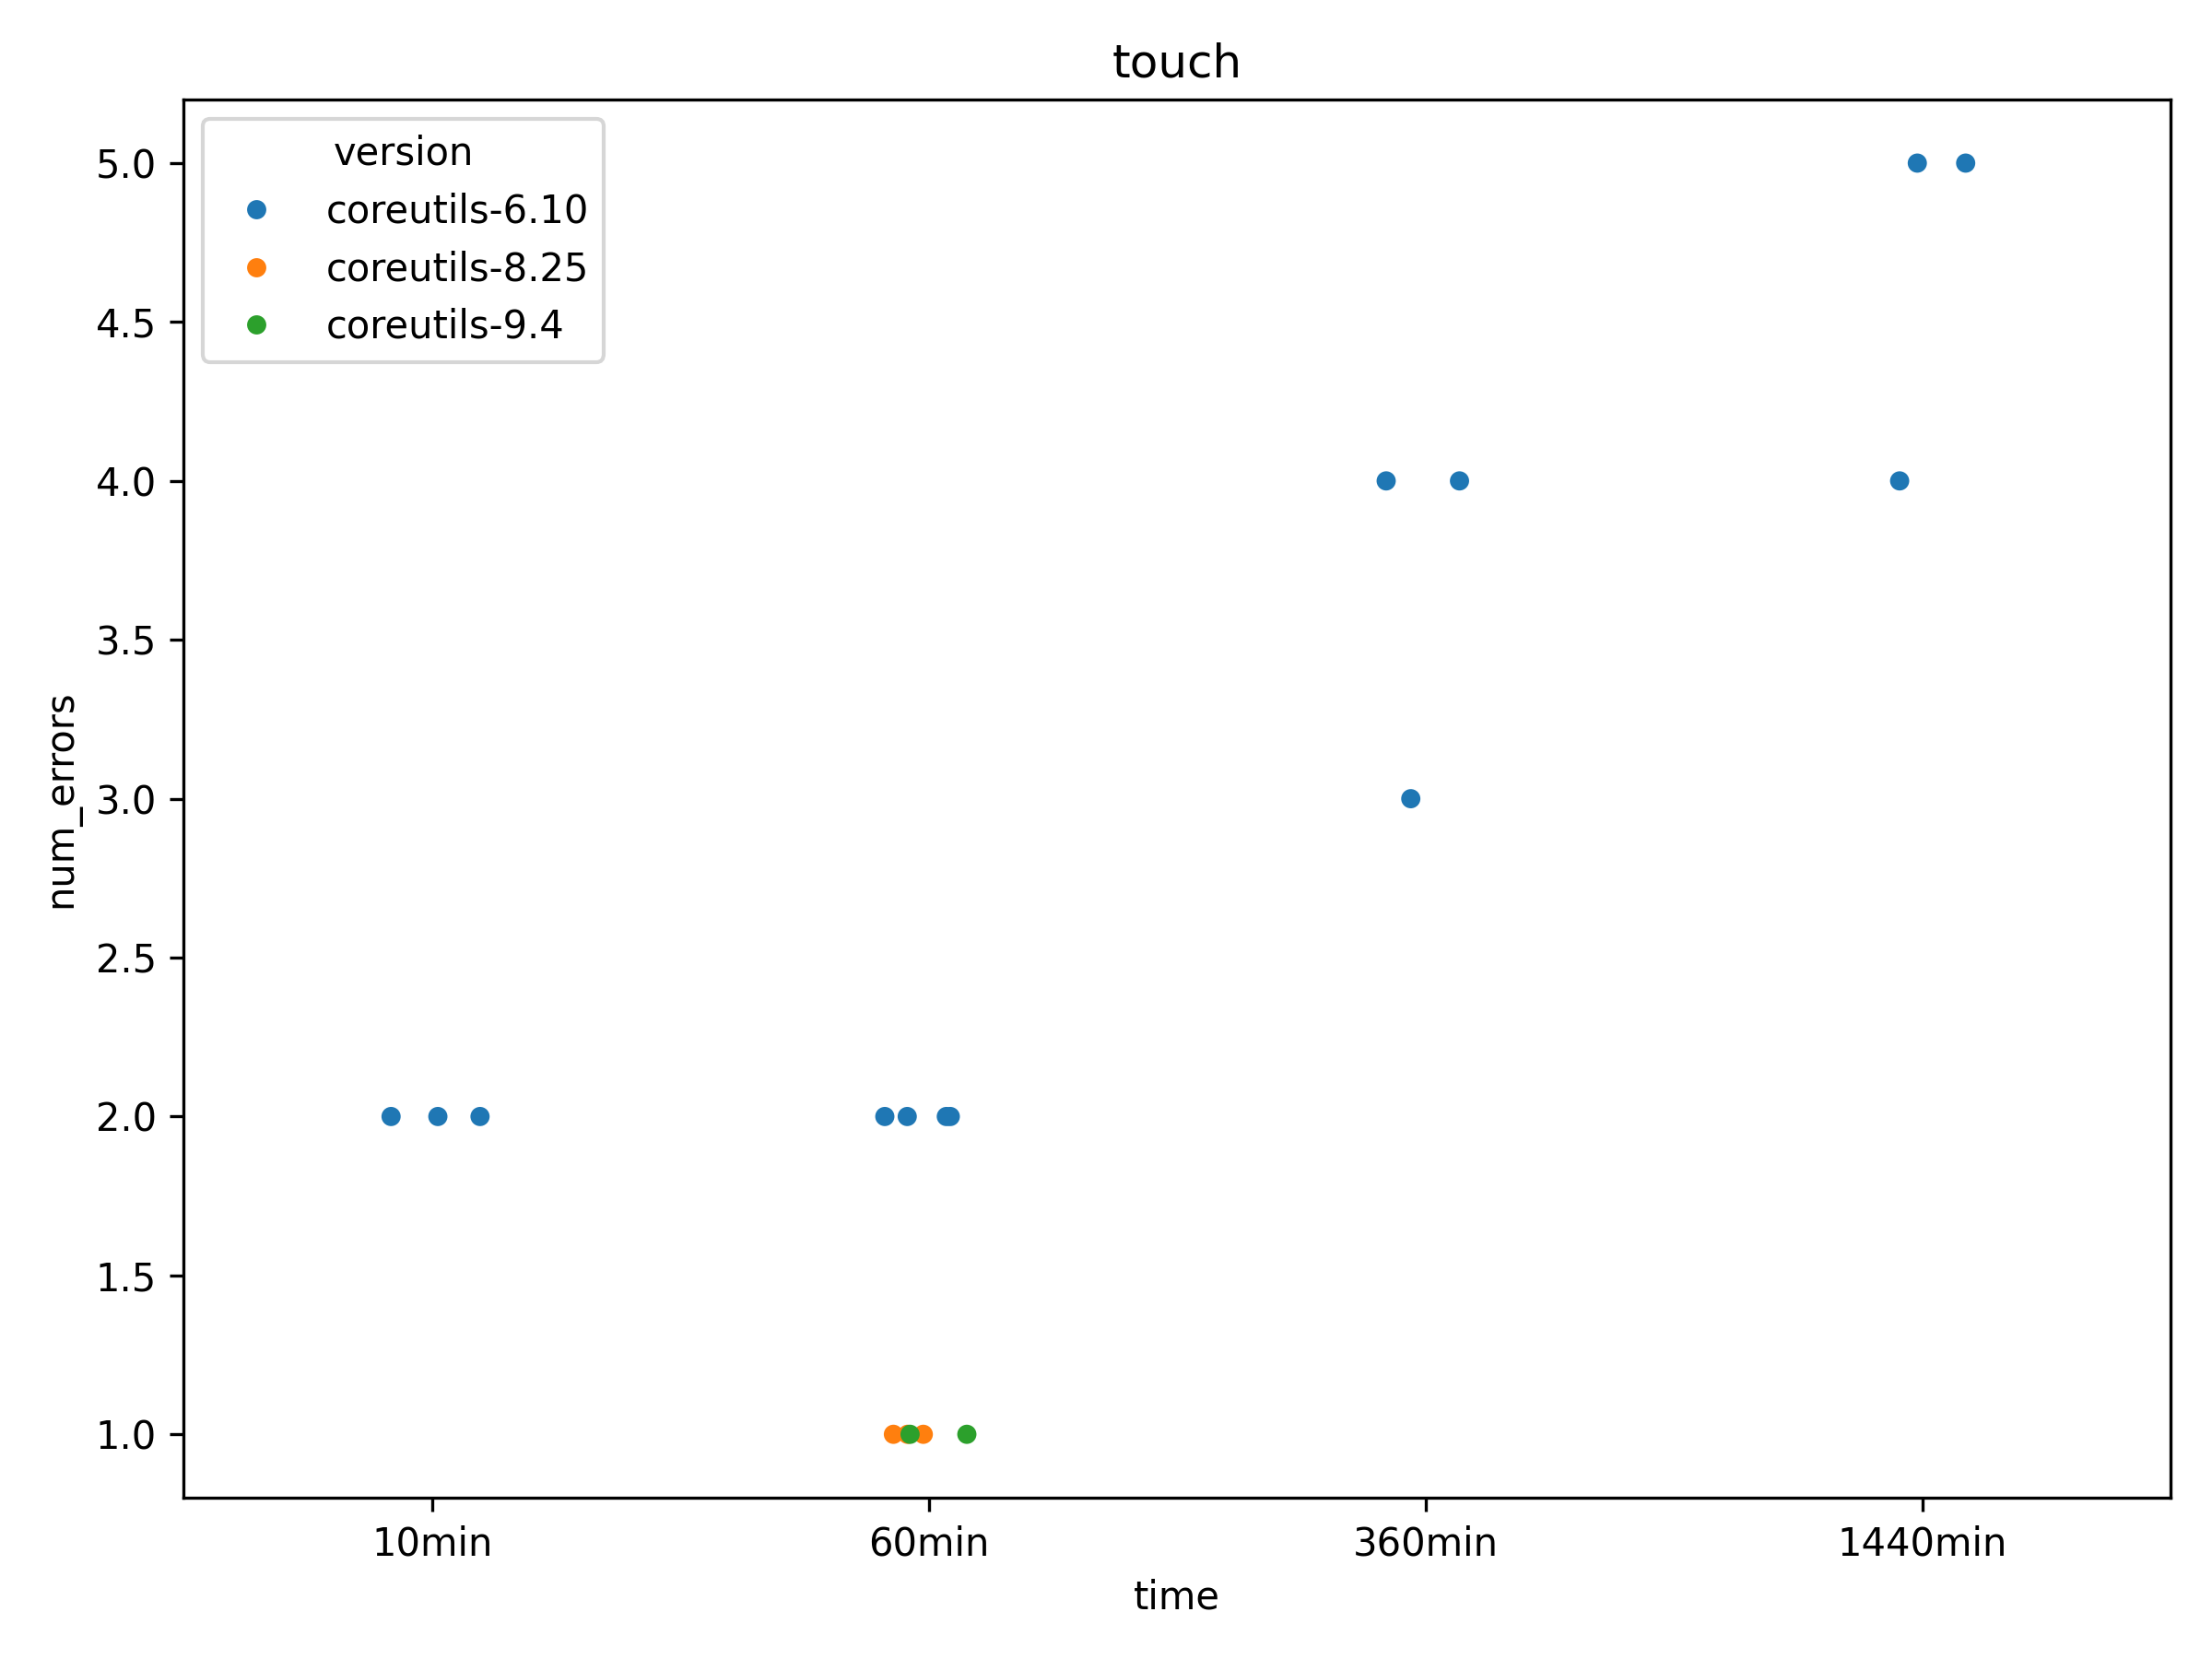 touch
version
coreutils-6.10
coreutils-8.25
coreutils-9.4
5.0
4.5
4.0
3.5
3.0
2.5
2.0
1.5
1.0
num_errors
10min
60min
360min
1440min
time